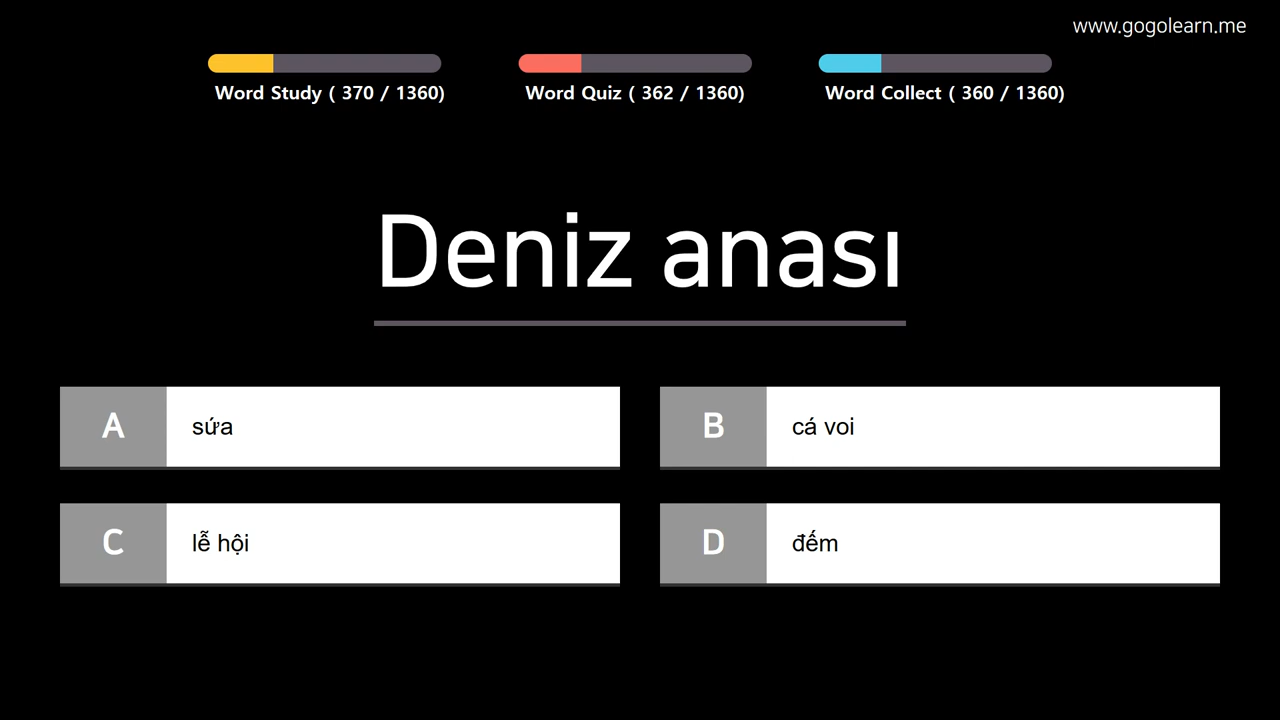 www.gogolearn.me
Word Study ( 370 / 1360)
Word Quiz ( 362 / 1360)
Word Collect ( 360 / 1360)
Deniz anası
A sứa
B cá voi
C lễ hội
D đếm